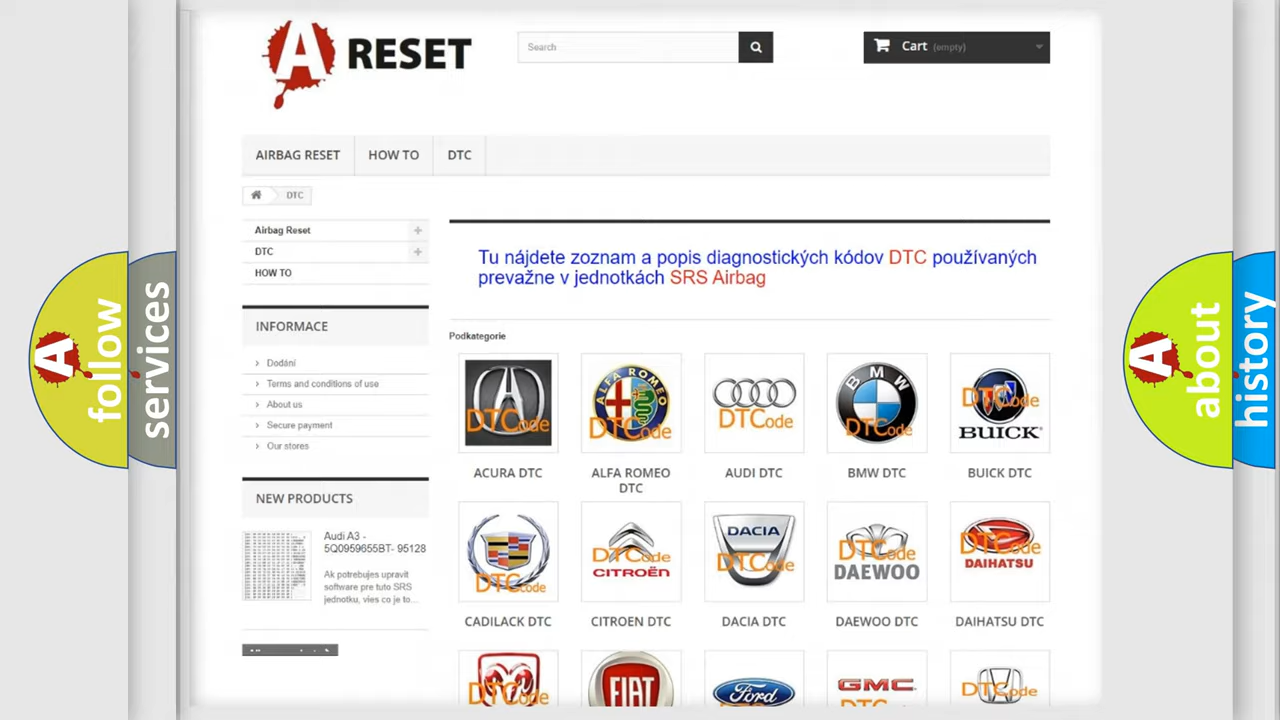 A RESET
Search
Cart (empty)
AIRBAG RESET
HOW TO
DTC
DTC
Airbag Reset
DTC
HOW TO
INFORMACE
Dodání
Terms and conditions of use
About us
Secure payment
Our stores
NEW PRODUCTS
Audi A3 -
5Q0959655BT- 95128
Ak potrebujes upravit
software pre tuto SRS
jednotku, vies co je to...
Tu nájdete zoznam a popis diagnostických kódov DTC používaných
prevažne v jednotkách SRS Airbag
Podkategorie
DTCode
ALFA ROMEO
DTCode
DTCode
BMW
DTCode
DTCode
BUICK
ACURA DTC
ALFA ROMEO
DTC
AUDI DTC
BMW DTC
BUICK DTC
DTCode
DTCode
CITROËN
DACIA
DTCode
DTCode
DAEWOO
DTCode
DAIHATSU
CADILACK DTC
CITROEN DTC
DACIA DTC
DAEWOO DTC
DAIHATSU DTC
DTCode
FIAT
Ford
GMC
DTCode
A follow
services
A about
history